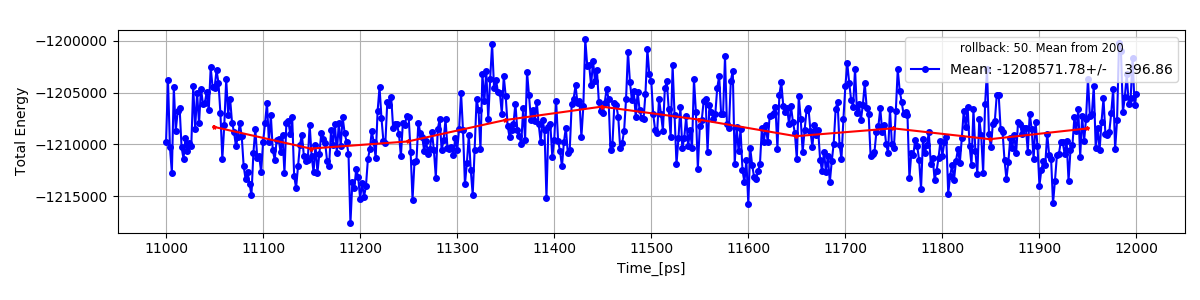 rollback: 50. Mean from 200
Mean: -1208571.78+/- 396.86
Total Energy
−1200000
−1205000
−1210000
−1215000
11000 11100 11200 11300 11400 11500 11600 11700 11800 11900 12000
Time_[ps]